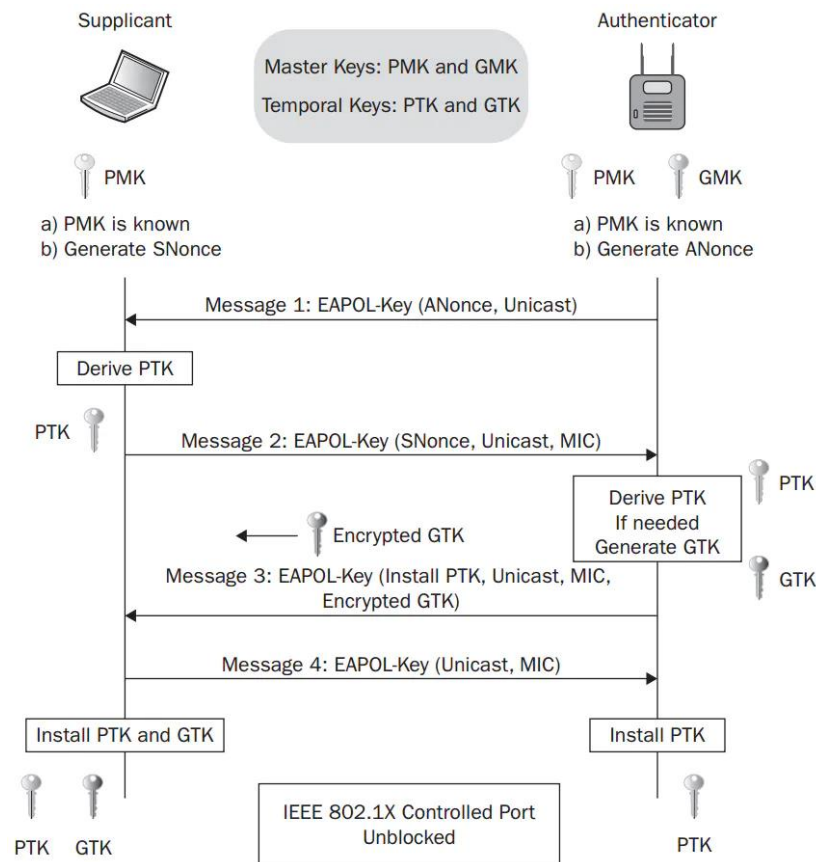 Supplicant
Authenticator
Master Keys: PMK and GMK
Temporal Keys: PTK and GTK
PMK
PMK
GMK
a) PMK is known
b) Generate SNonce
a) PMK is known
b) Generate ANonce
Message 1: EAPOL-Key (ANonce, Unicast)
Derive PTK
PTK
Message 2: EAPOL-Key (SNonce, Unicast, MIC)
PTK
Derive PTK
If needed
Generate GTK
Encrypted GTK
GTK
Message 3: EAPOL-Key (Install PTK, Unicast, MIC,
Encrypted GTK)
Message 4: EAPOL-Key (Unicast, MIC)
Install PTK and GTK
Install PTK
PTK
GTK
IEEE 802.1X Controlled Port
Unblocked
PTK